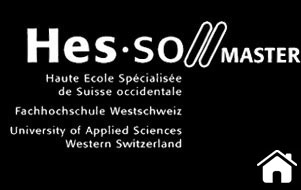 Hes·so MASTER
Haute Ecole Spécialisée
de Suisse occidentale
Fachhochschule Westschweiz
University of Applied Sciences
Western Switzerland